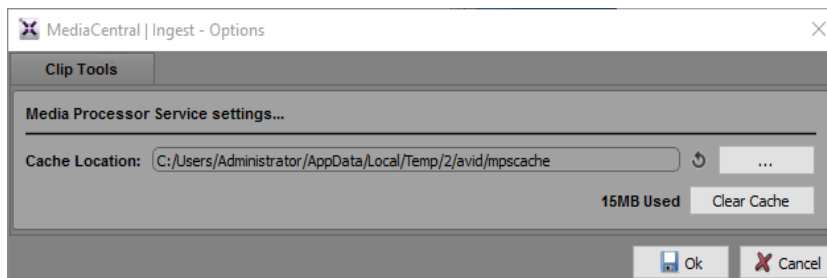 MediaCentral | Ingest - Options
Clip Tools
Media Processor Service settings...
Cache Location: C:/Users/Administrator/AppData/Local/Temp/2/avid/mpscache ...
15MB Used Clear Cache
Ok Cancel